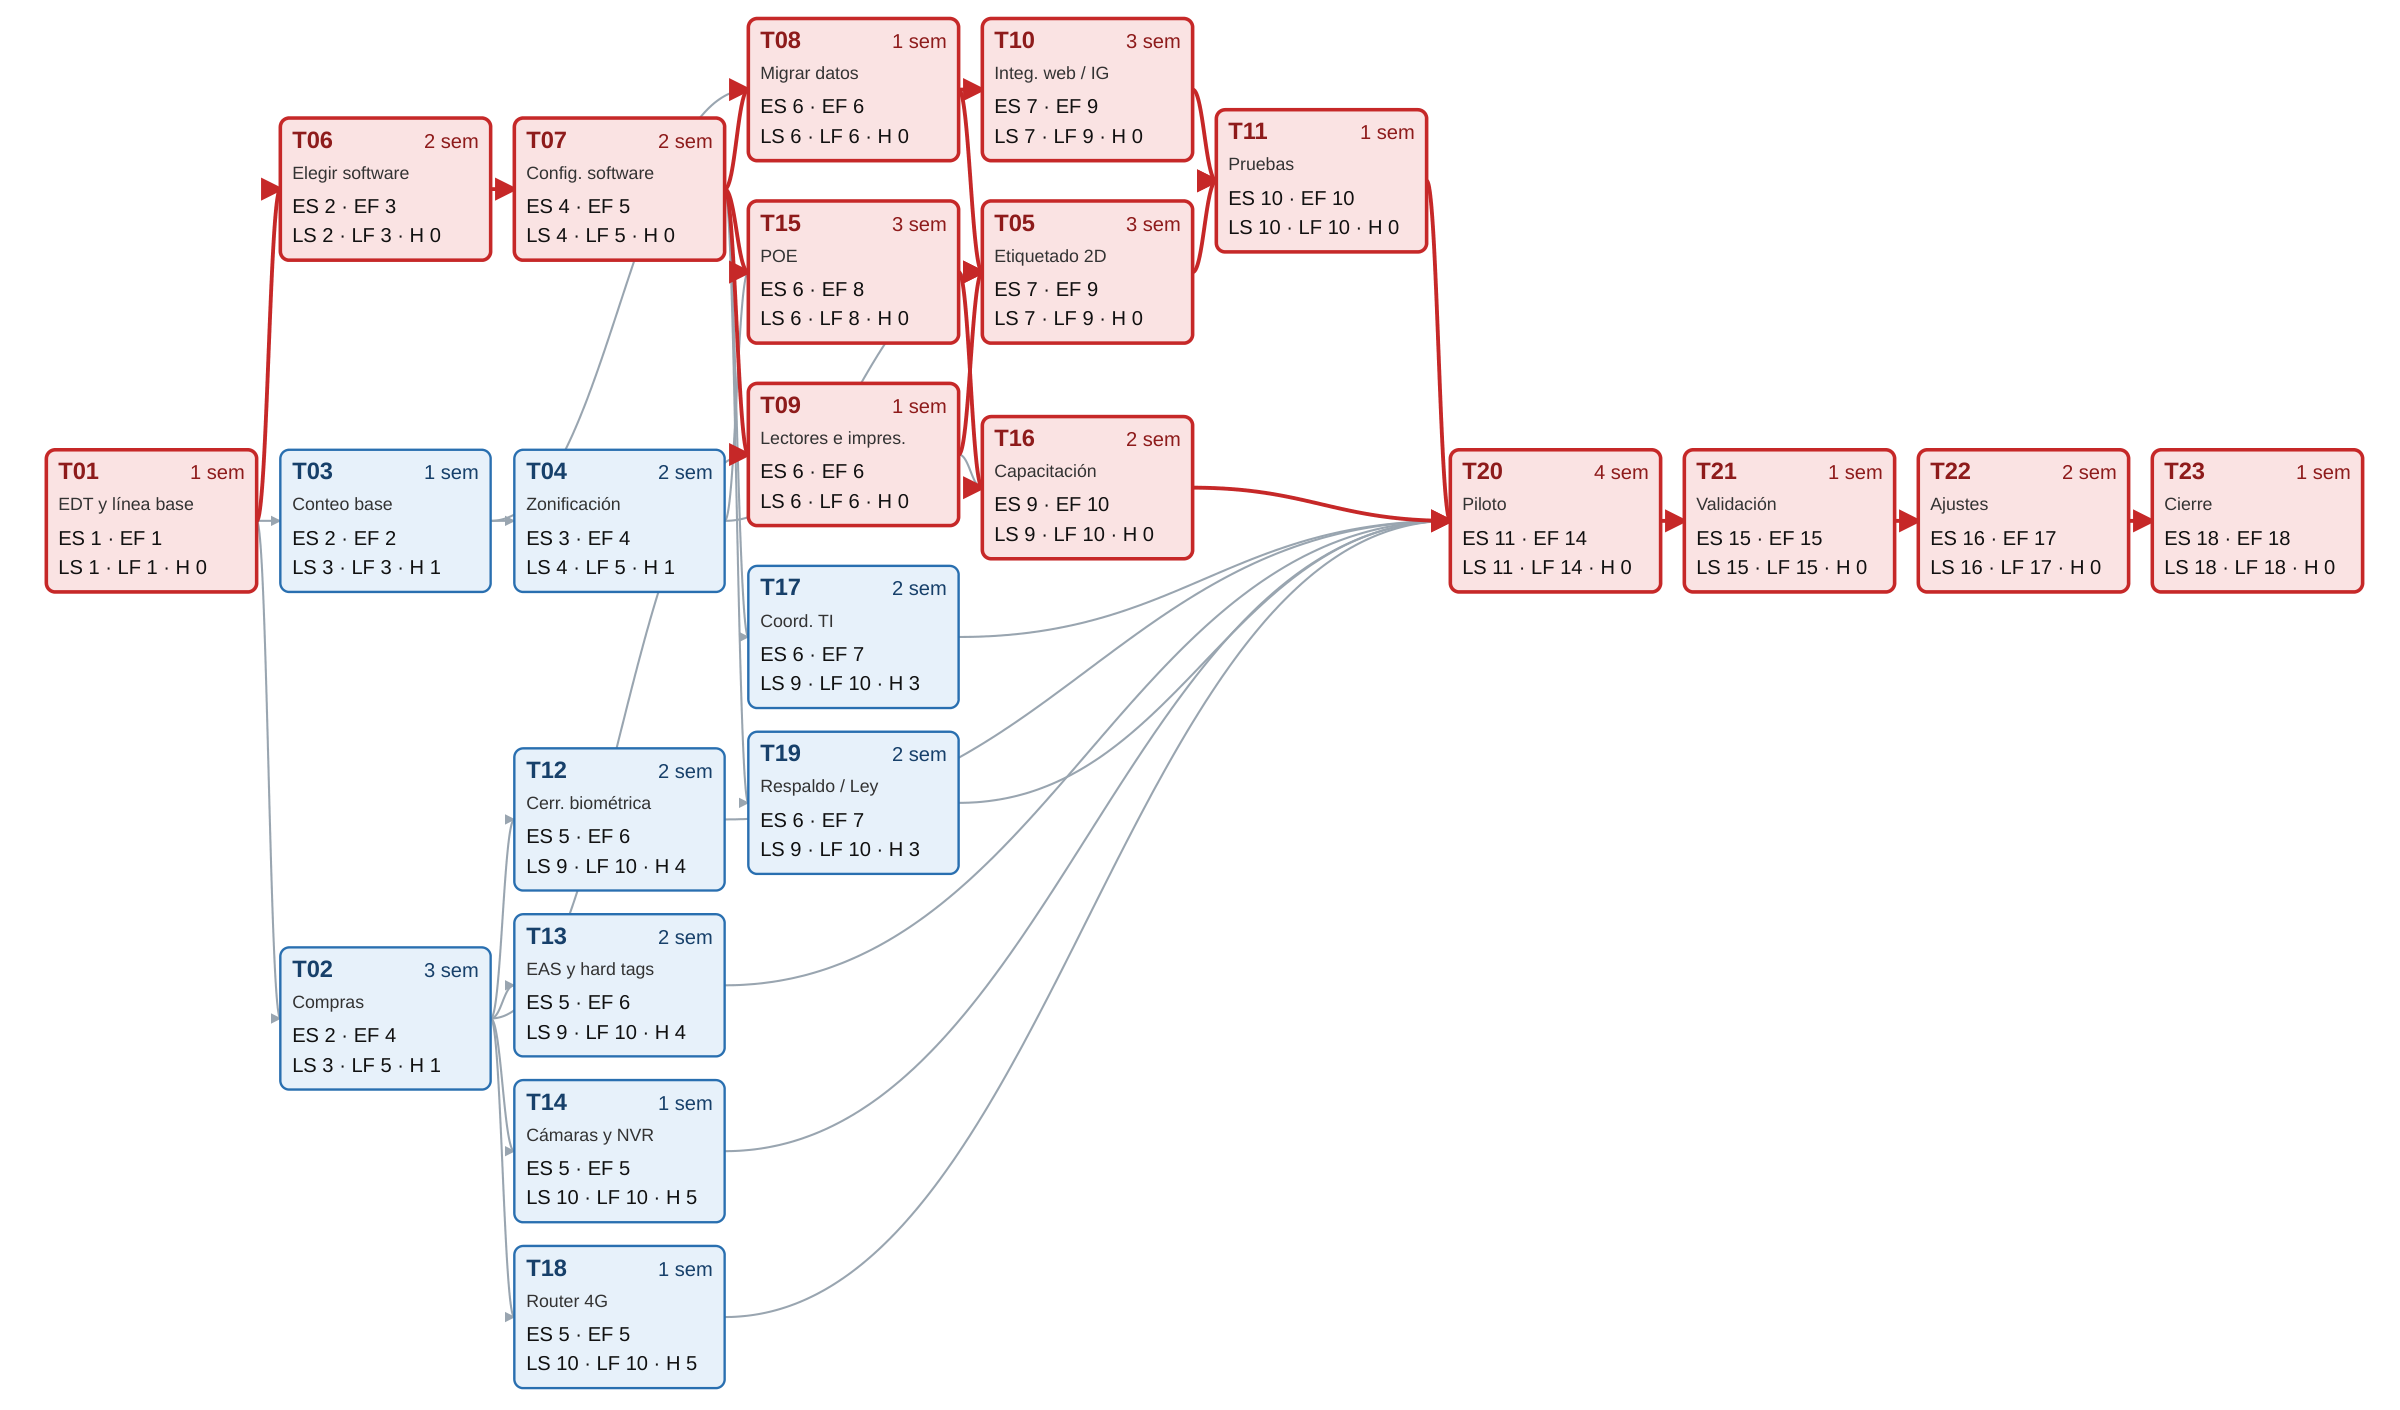 T08 1 sem
Migrar datos
ES 6 · EF 6
LS 6 · LF 6 · H 0
T10 3 sem
Integ. web / IG
ES 7 · EF 9
LS 7 · LF 9 · H 0
T06 2 sem
Elegir software
ES 2 · EF 3
LS 2 · LF 3 · H 0
T07 2 sem
Config. software
ES 4 · EF 5
LS 4 · LF 5 · H 0
T11 1 sem
Pruebas
ES 10 · EF 10
LS 10 · LF 10 · H 0
T15 3 sem
POE
ES 6 · EF 8
LS 6 · LF 8 · H 0
T05 3 sem
Etiquetado 2D
ES 7 · EF 9
LS 7 · LF 9 · H 0
T09 1 sem
Lectores e impres.
ES 6 · EF 6
LS 6 · LF 6 · H 0
T16 2 sem
Capacitación
ES 9 · EF 10
LS 9 · LF 10 · H 0
T01 1 sem
EDT y línea base
ES 1 · EF 1
LS 1 · LF 1 · H 0
T03 1 sem
Conteo base
ES 2 · EF 2
LS 3 · LF 3 · H 1
T04 2 sem
Zonificación
ES 3 · EF 4
LS 4 · LF 5 · H 1
T20 4 sem
Piloto
ES 11 · EF 14
LS 11 · LF 14 · H 0
T21 1 sem
Validación
ES 15 · EF 15
LS 15 · LF 15 · H 0
T22 2 sem
Ajustes
ES 16 · EF 17
LS 16 · LF 17 · H 0
T23 1 sem
Cierre
ES 18 · EF 18
LS 18 · LF 18 · H 0
T17 2 sem
Coord. TI
ES 6 · EF 7
LS 9 · LF 10 · H 3
T19 2 sem
Respaldo / Ley
ES 6 · EF 7
LS 9 · LF 10 · H 3
T12 2 sem
Cerr. biométrica
ES 5 · EF 6
LS 9 · LF 10 · H 4
T13 2 sem
EAS y hard tags
ES 5 · EF 6
LS 9 · LF 10 · H 4
T02 3 sem
Compras
ES 2 · EF 4
LS 3 · LF 5 · H 1
T14 1 sem
Cámaras y NVR
ES 5 · EF 5
LS 10 · LF 10 · H 5
T18 1 sem
Router 4G
ES 5 · EF 5
LS 10 · LF 10 · H 5